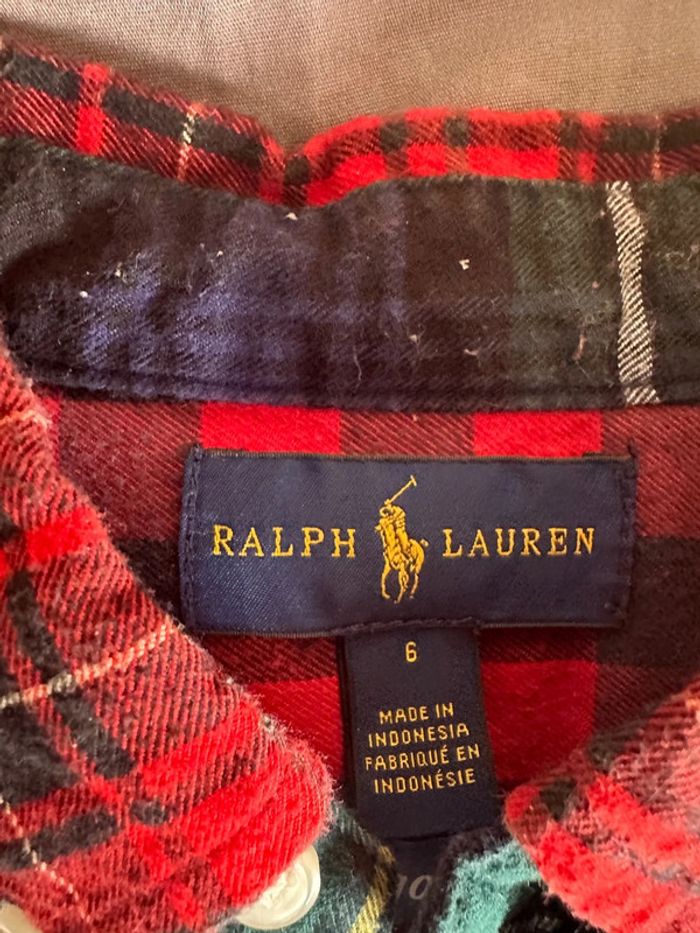 RALPH LAUREN
6
MADE IN
INDONESIA
FABRIQUÉ EN
INDONÉSIE